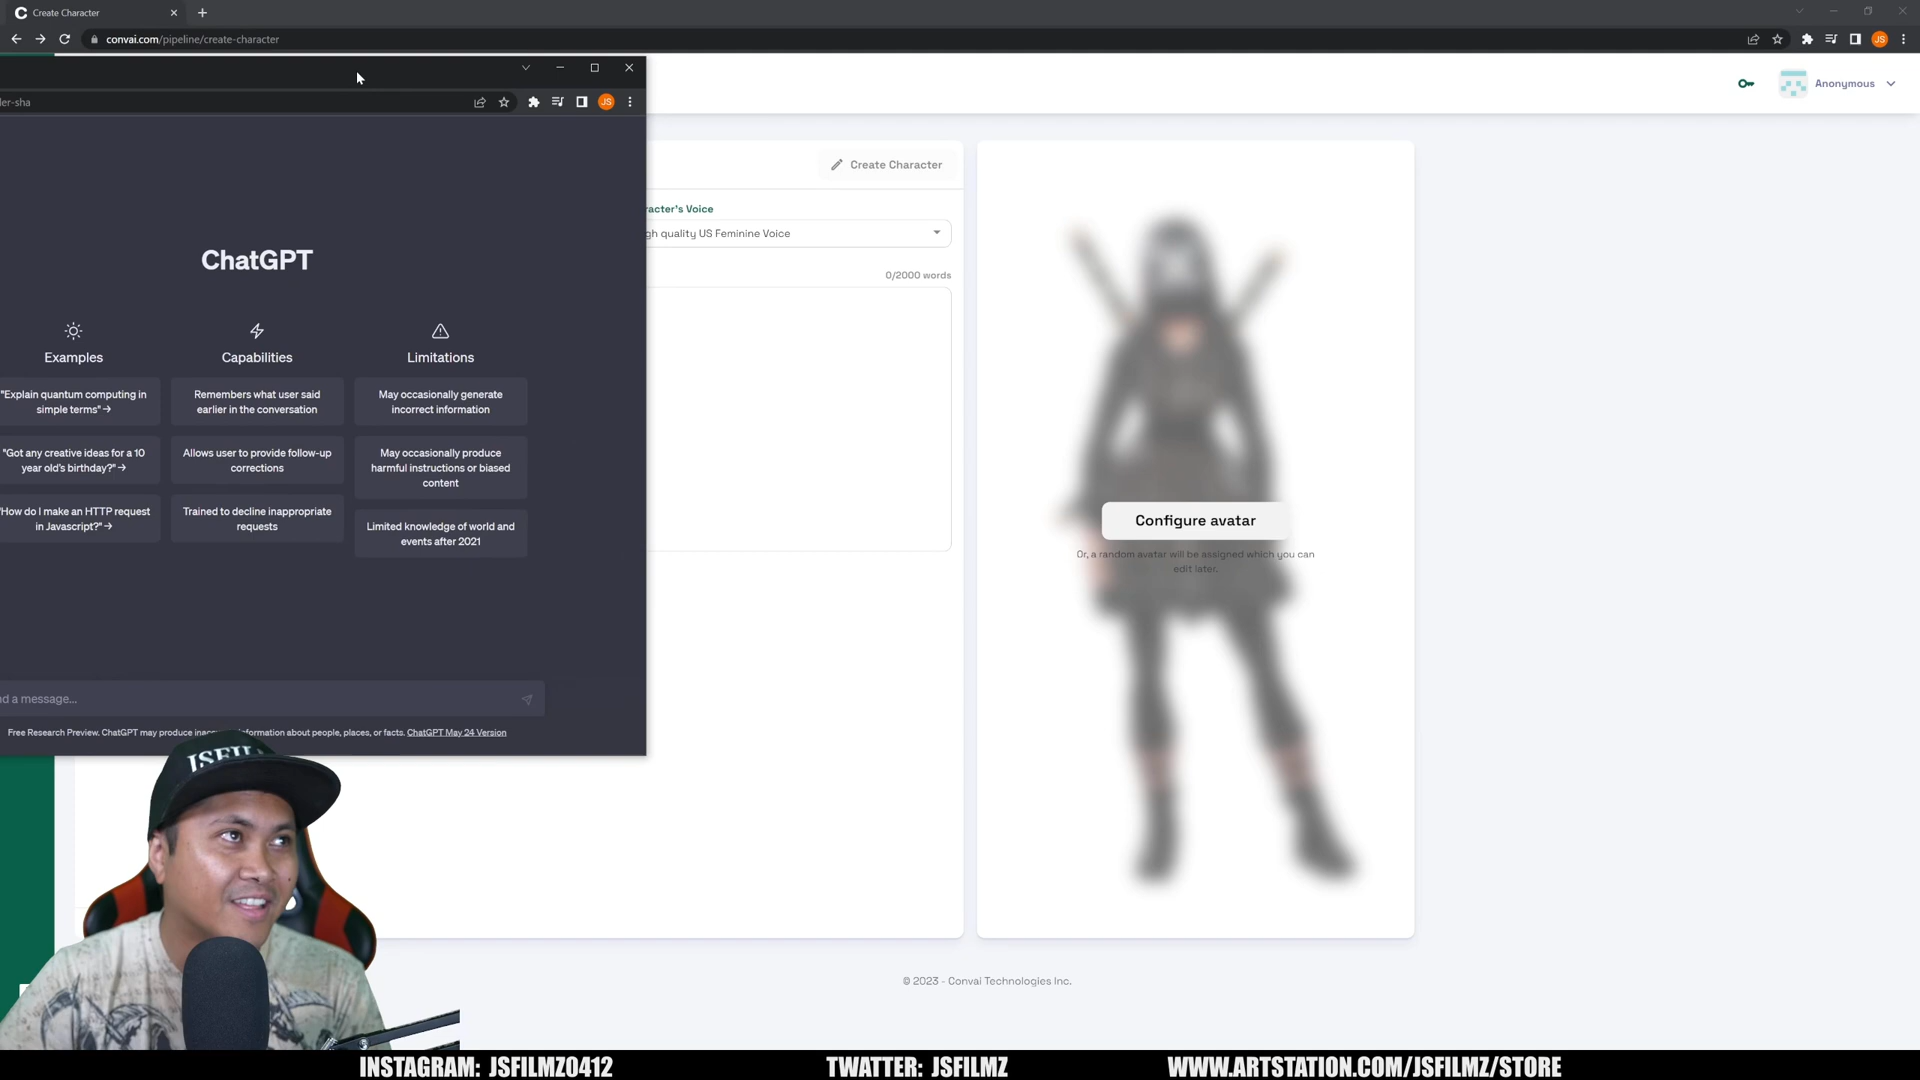 Create Character
convai.com/pipeline/create-character
JS
Anonymous
ler-sha
JS
Create Character
racter's Voice
gh quality US Feminine Voice
0/2000 words
ChatGPT
Examples
Capabilities
Limitations
"Explain quantum computing in
simple terms" →
Remembers what user said
earlier in the conversation
May occasionally generate
incorrect information
"Got any creative ideas for a 10
year old's birthday?" →
Allows user to provide follow-up
corrections
May occasionally produce
harmful instructions or biased
content
'How do I make an HTTP request
in Javascript?" →
Trained to decline inappropriate
requests
Limited knowledge of world and
events after 2021
Configure avatar
Or, a random avatar will be assigned which you can
edit later.
nd a message...
Free Research Preview. ChatGPT may produce information about people, places, or facts. ChatGPT May 24 Version
© 2023 - Convai Technologies Inc.
INSTAGRAM: JSFILMZ0412
TWATTER: JSFILMZ
WWW.ARTSTATION.COM/JSFILMZ/STORE